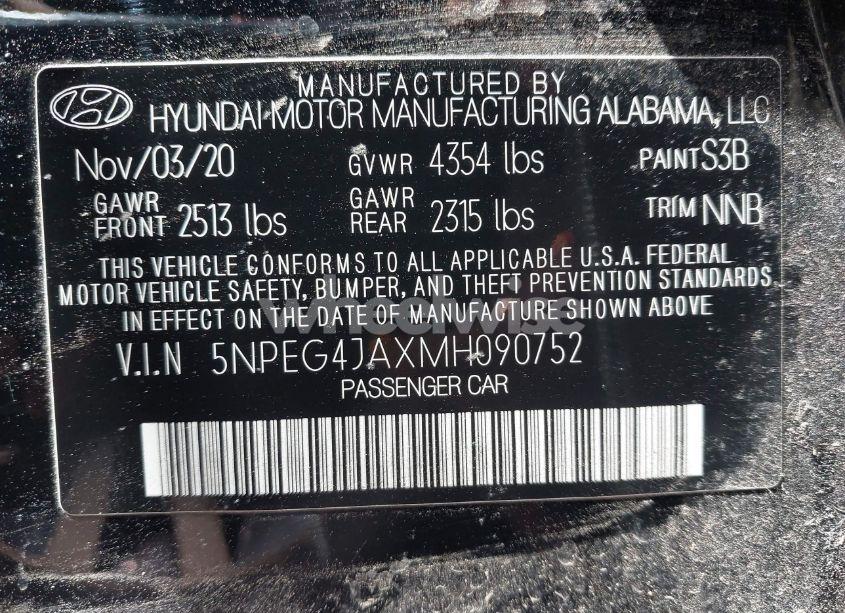 MANUFACTURED BY
HYUNDAI MOTOR MANUFACTURING ALABAMA, LLC
Nov/03/20 GVWR 4354 lbs PAINT S3B
GAWR FRONT 2513 lbs GAWR REAR 2315 lbs TRIM NNB
THIS VEHICLE CONFORMS TO ALL APPLICABLE U.S.A. FEDERAL
MOTOR VEHICLE SAFETY, BUMPER, AND THEFT PREVENTION STANDARDS
IN EFFECT ON THE DATE OF MANUFACTURE SHOWN ABOVE
wheelwise
V.I.N 5NPEG4JAXMH090752
PASSENGER CAR